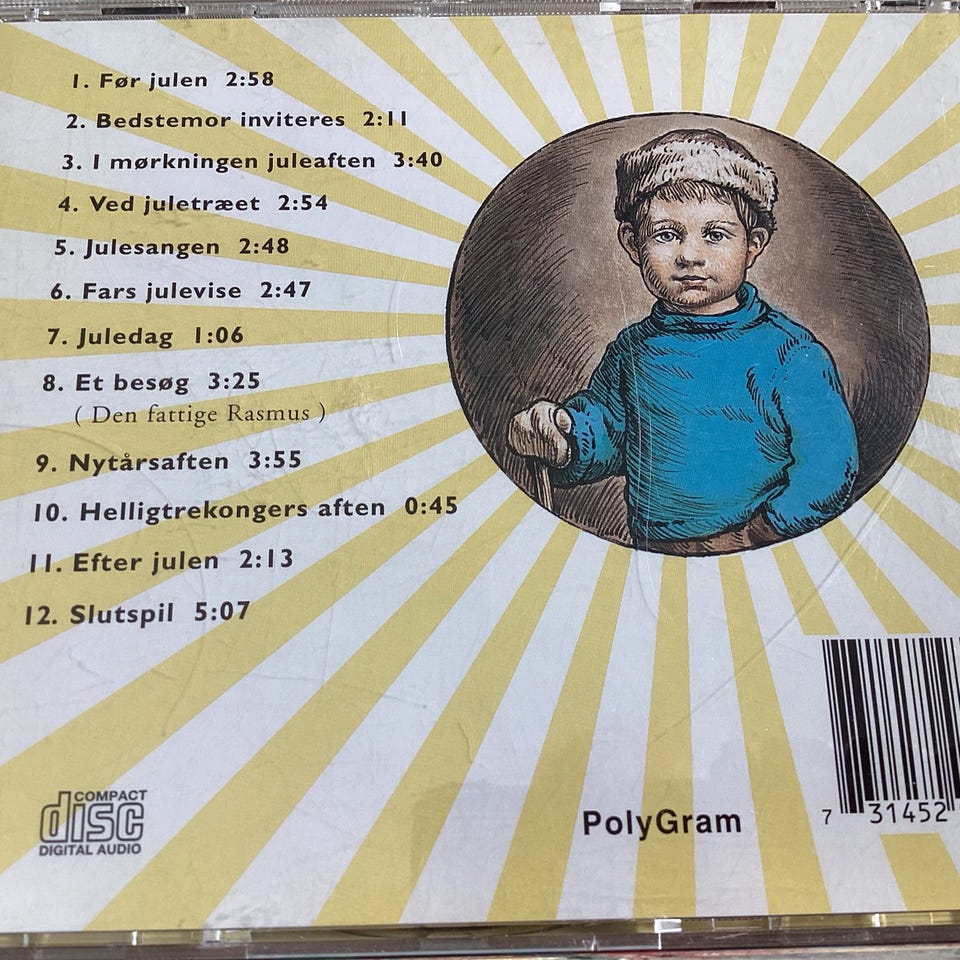 1. Før julen 2:58
2. Bedstemor inviteres 2:11
3. I mørkningen juleaften 3:40
4. Ved juletræet 2:54
5. Julesangen 2:48
6. Fars julevise 2:47
7. Juledag 1:06
8. Et besøg 3:25
( Den fattige Rasmus )
9. Nytårsaften 3:55
10. Helligtrekongers aften 0:45
11. Efter julen 2:13
12. Slutspil 5:07
COMPACT
disc
DIGITAL AUDIO
PolyGram
7 31452